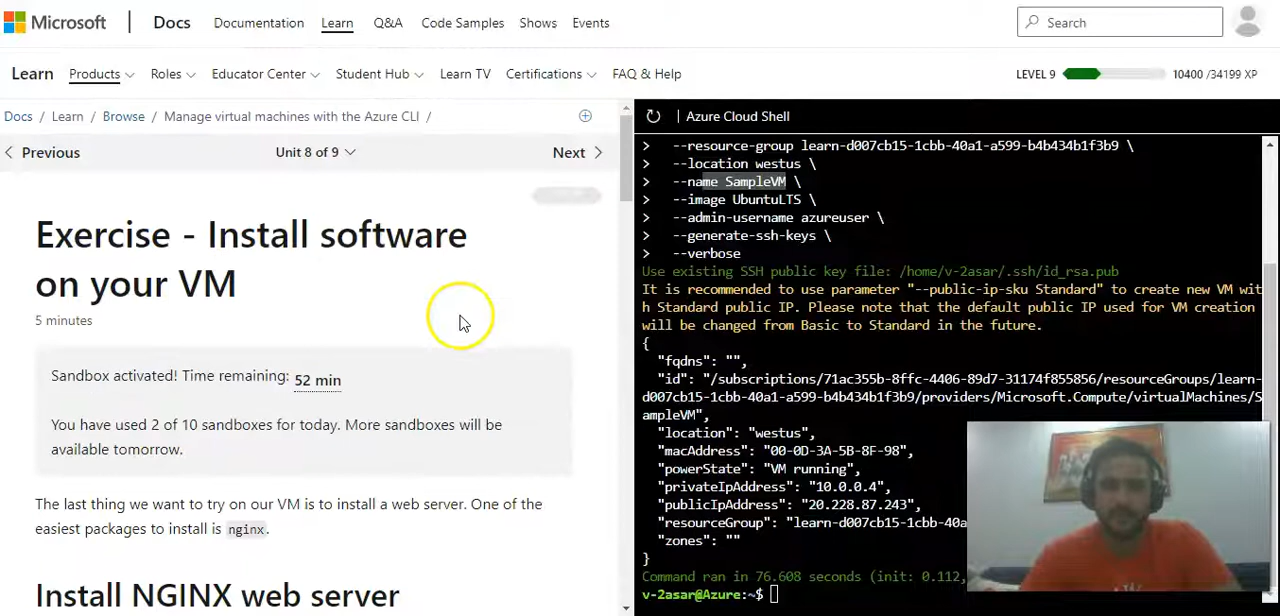 Microsoft | Docs Documentation Learn Q&A Code Samples Shows Events Search
Learn Products Roles Educator Center Student Hub Learn TV Certifications FAQ & Help LEVEL 9 10400 / 34199 XP
Docs / Learn / Browse / Manage virtual machines with the Azure CLI /
Previous Unit 8 of 9 Next
Exercise - Install software
on your VM
5 minutes
Sandbox activated! Time remaining: 52 min
You have used 2 of 10 sandboxes for today. More sandboxes will be
available tomorrow.
The last thing we want to try on our VM is to install a web server. One of the
easiest packages to install is nginx.
Install NGINX web server
| Azure Cloud Shell
> --resource-group learn-d007cb15-1cbb-40a1-a599-b4b434b1f3b9 \
> --location westus \
> --name SampleVM \
> --image UbuntuLTS \
> --admin-username azureuser \
> --generate-ssh-keys \
> --verbose
Use existing SSH public key file: /home/v-2asar/.ssh/id_rsa.pub
It is recommended to use parameter "--public-ip-sku Standard" to create new VM wit
h Standard public IP. Please note that the default public IP used for VM creation
will be changed from Basic to Standard in the future.
{
"fqdns": "",
"id": "/subscriptions/71ac355b-8ffc-4406-89d7-31174f855856/resourceGroups/learn-
d007cb15-1cbb-40a1-a599-b4b434b1f3b9/providers/Microsoft.Compute/virtualMachines/S
ampleVM",
"location": "westus",
"macAddress": "00-0D-3A-5B-8F-98",
"powerState": "VM running",
"privateIpAddress": "10.0.0.4",
"publicIpAddress": "20.228.87.243",
"resourceGroup": "learn-d007cb15-1cbb-40a
"zones": ""
}
Command ran in 76.608 seconds (init: 0.112,
v-2asar@Azure:~$